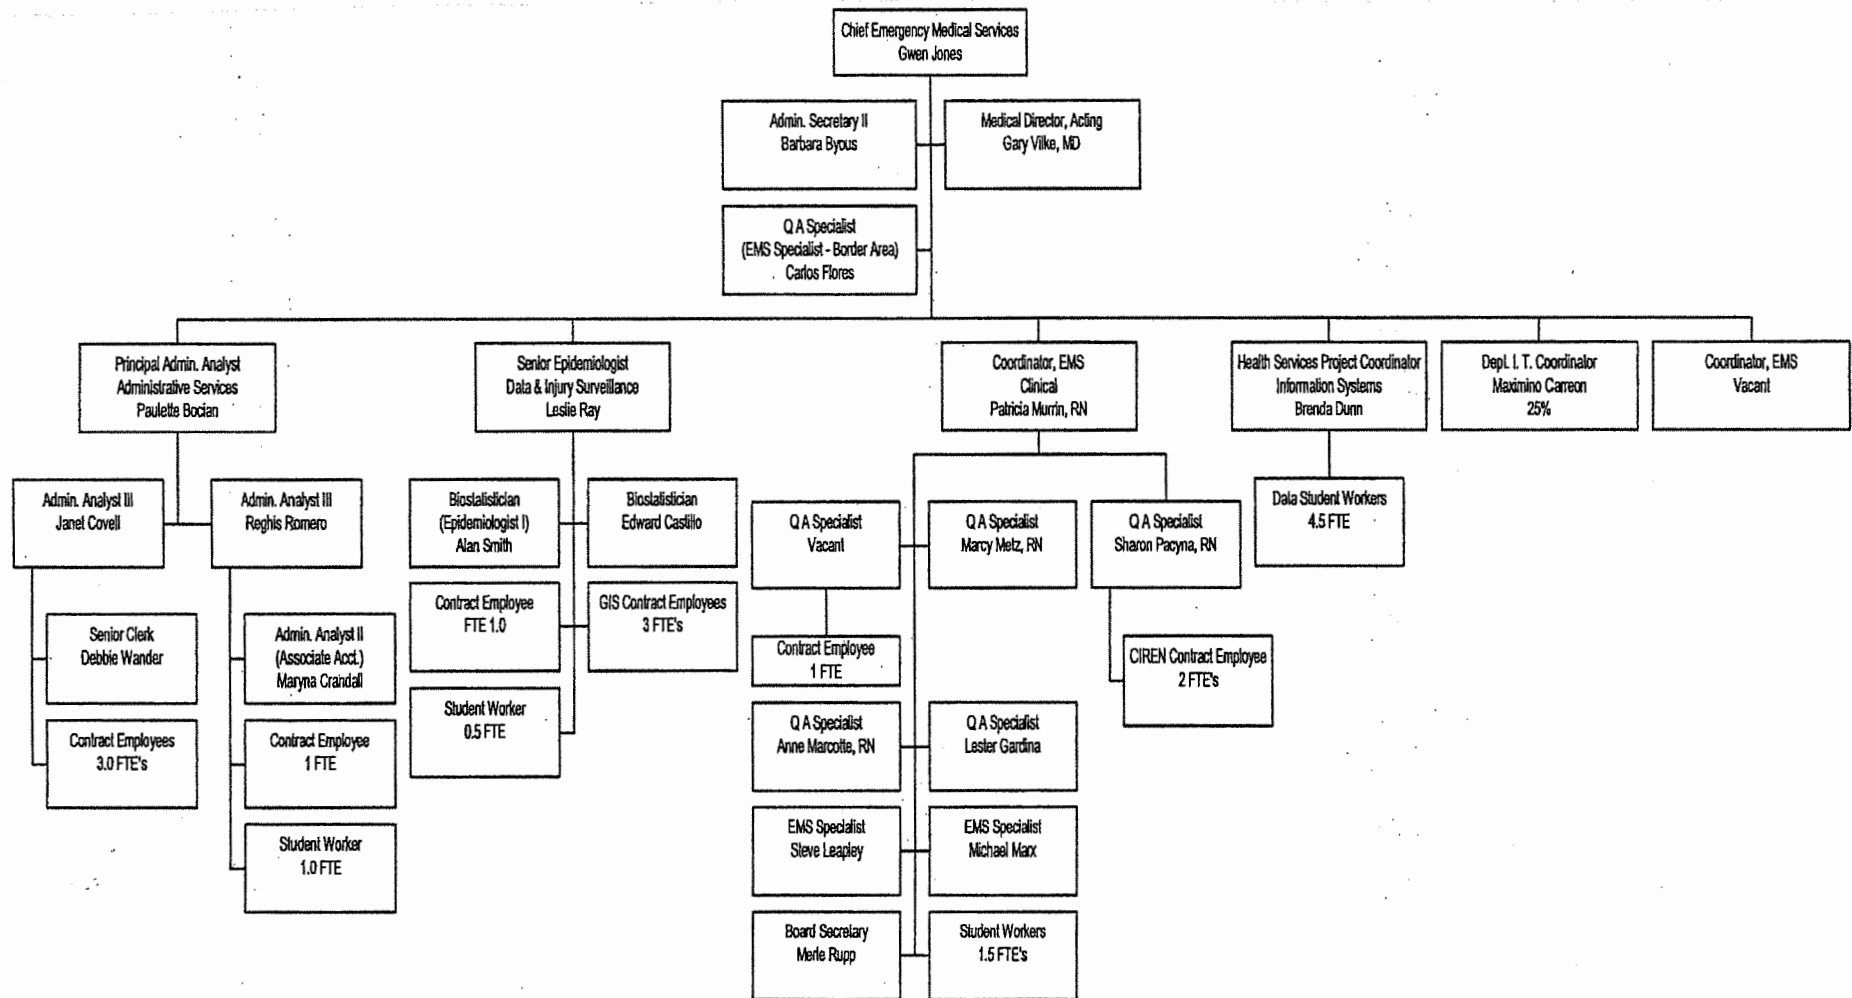 Chief Emergency Medical Services
Gwen Jones
Admin. Secretary II
Barbara Byous
Medical Director, Acting
Gary Vilke, MD
Q A Specialist
(EMS Specialist - Border Area)
Carlos Flores
Principal Admin. Analyst
Administrative Services
Paulette Bocian
Senior Epidemiologist
Data & Injury Surveillance
Leslie Ray
Coordinator, EMS
Clinical
Patricia Murrin, RN
Health Services Project Coordinator
Information Systems
Brenda Dunn
Dept. I. T. Coordinator
Maximino Carreon
25%
Coordinator, EMS
Vacant
Admin. Analyst III
Janet Covell
Admin. Analyst III
Reghis Romero
Biostatistician
(Epidemiologist I)
Alan Smith
Biostatistician
Edward Castillo
Q A Specialist
Vacant
Q A Specialist
Marcy Metz, RN
Q A Specialist
Sharon Pacyna, RN
Data Student Workers
4.5 FTE
Senior Clerk
Debbie Wander
Admin. Analyst II
(Associate Acct.)
Maryna Crandall
Contract Employee
FTE 1.0
GIS Contract Employees
3 FTE's
Contract Employee
1 FTE
CIREN Contract Employee
2 FTE's
Contract Employees
3.0 FTE's
Contract Employee
1 FTE
Student Worker
0.5 FTE
Q A Specialist
Anne Marcotte, RN
Q A Specialist
Lester Gardina
Student Worker
1.0 FTE
EMS Specialist
Steve Leapley
EMS Specialist
Michael Marx
Board Secretary
Merle Rupp
Student Workers
1.5 FTE's